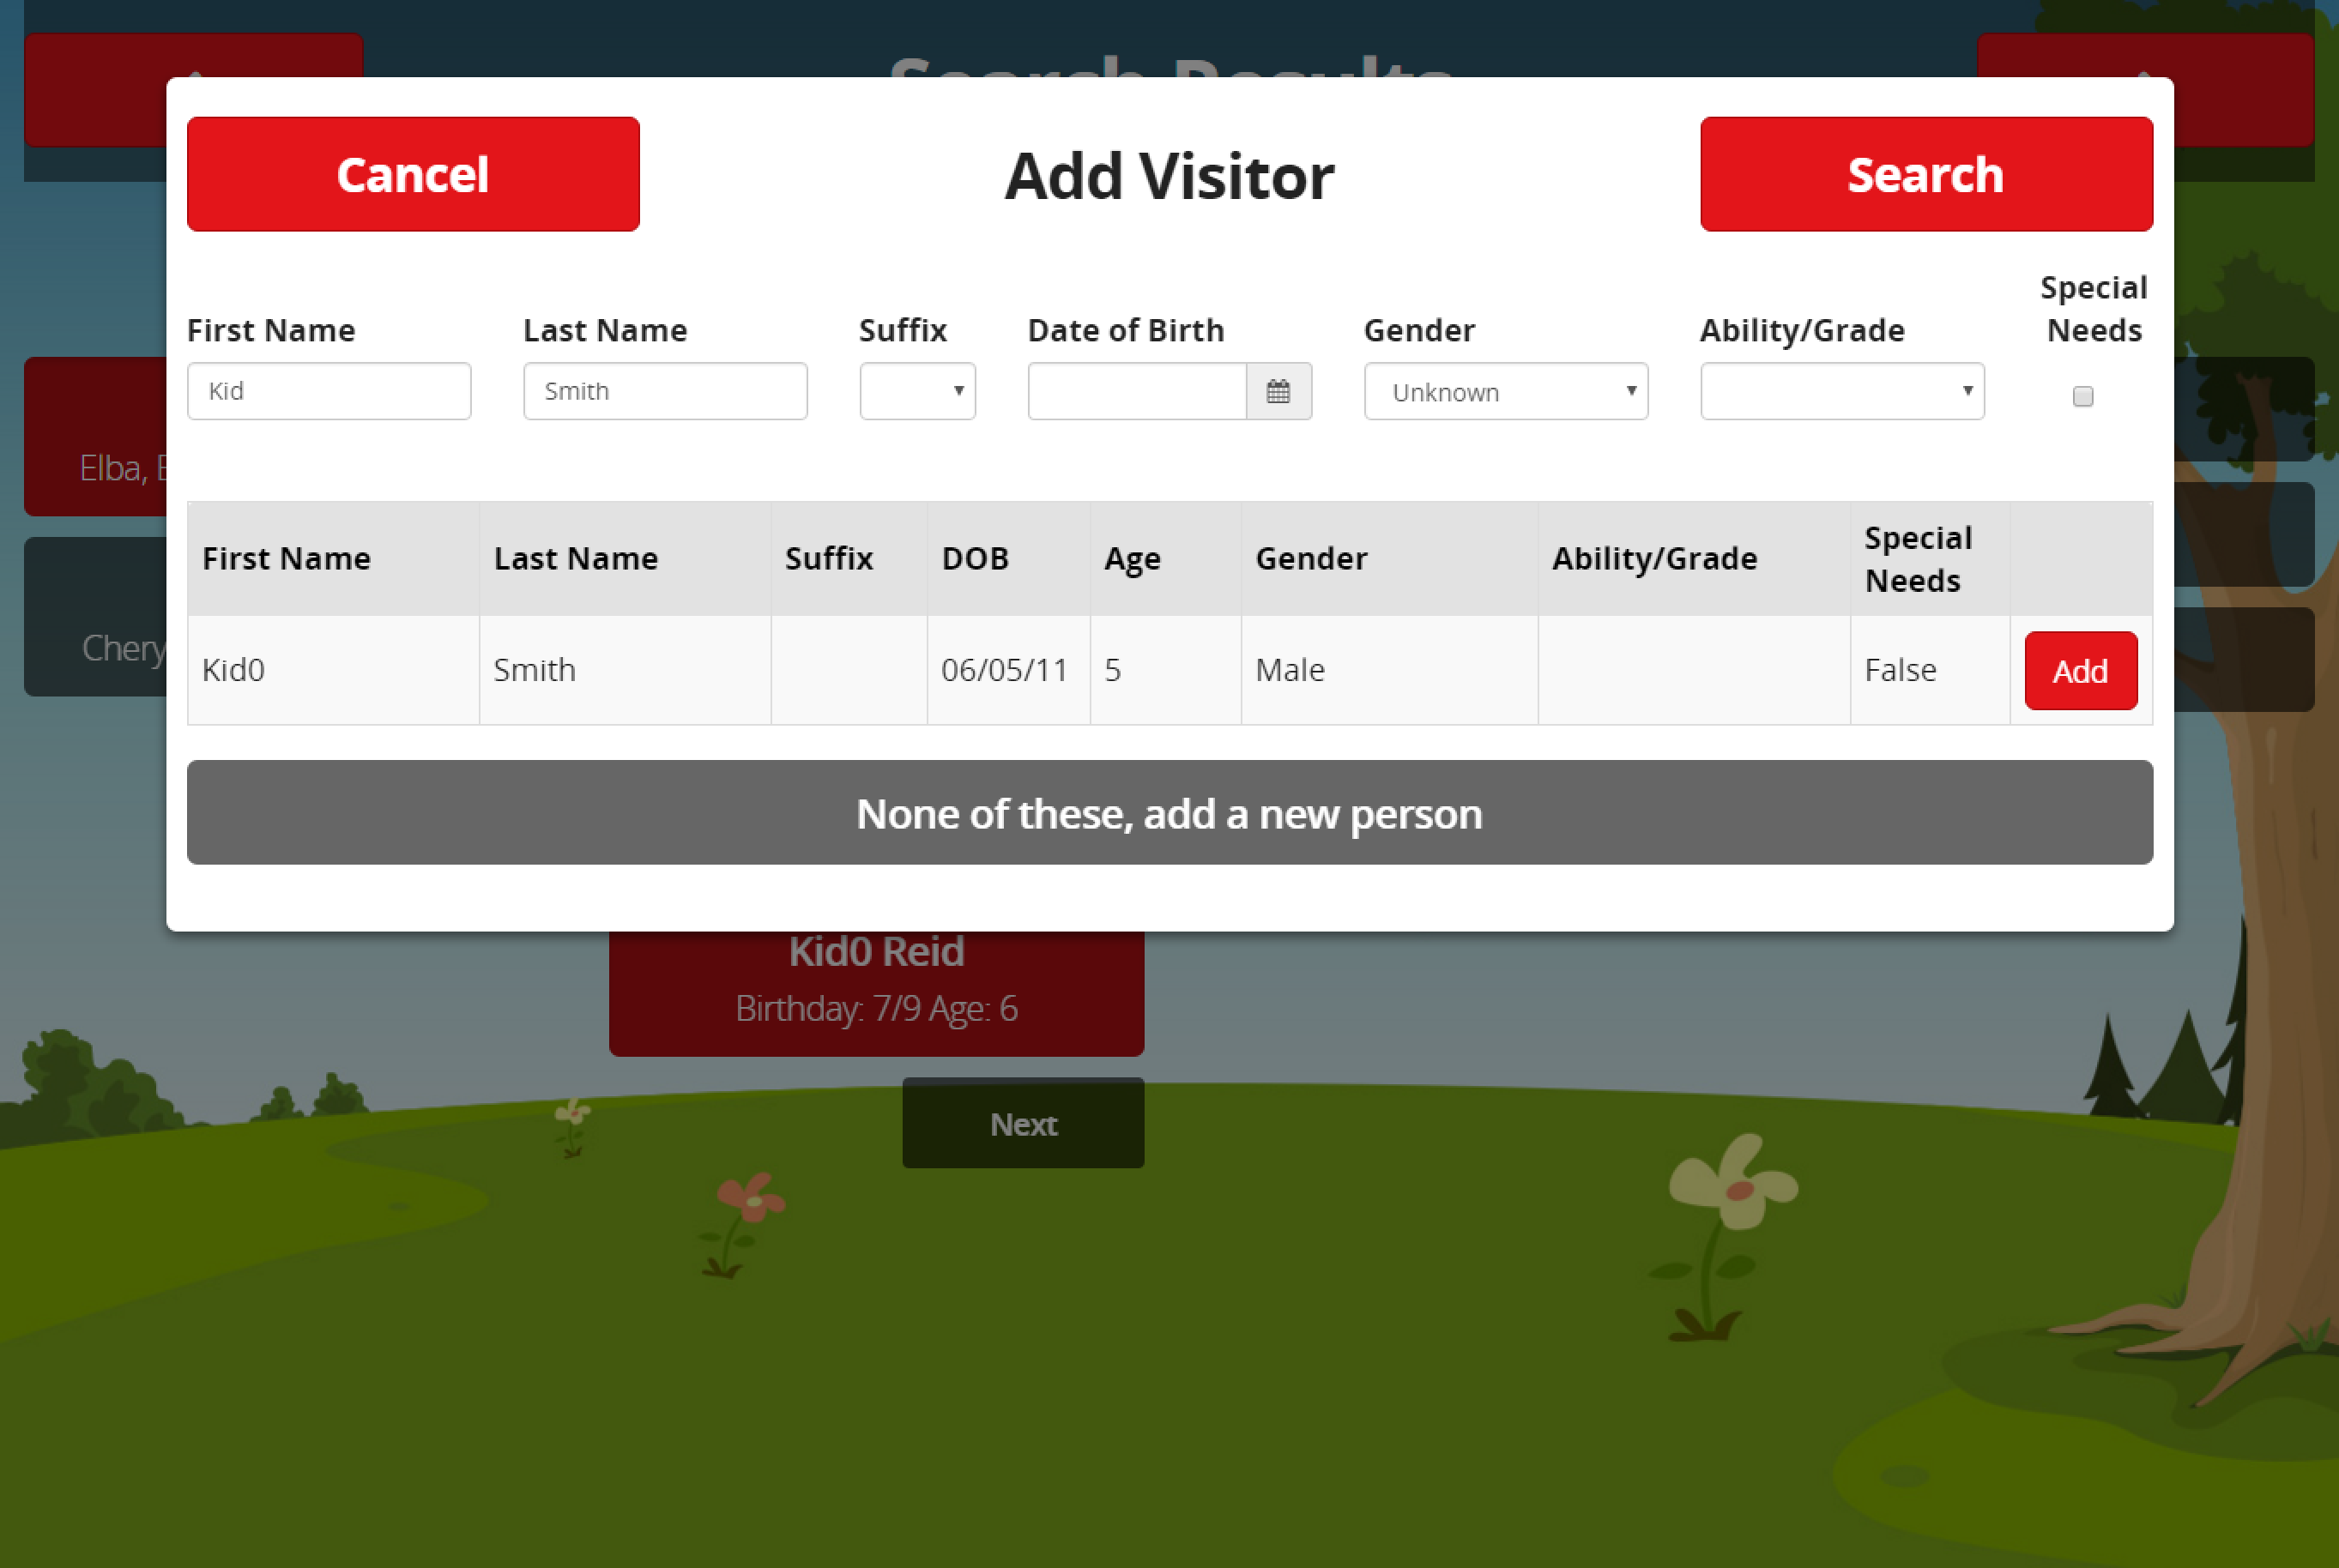 Search Results
Cancel
Add Visitor
Search
First Name
Last Name
Suffix
Date of Birth
Gender
Ability/Grade
Special
Needs
Kid
Smith
Unknown
Elba,
First Name
Last Name
Suffix
DOB
Age
Gender
Ability/Grade
Special
Needs
Kid0
Smith
06/05/11
5
Male
False
Add
None of these, add a new person
Kid0 Reid
Birthday: 7/9 Age: 6
Next